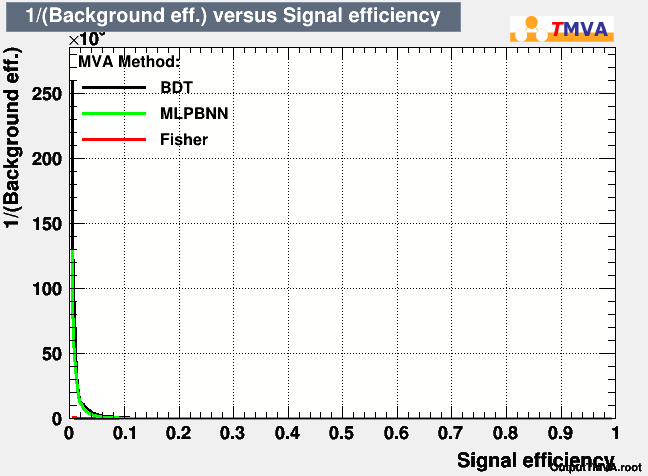 1/(Background eff.) versus Signal efficiency
TMVA
1/(Background eff.)
MVA Method:
BDT
MLPBNN
Fisher
250
200
150
100
50
0
0 0.1 0.2 0.3 0.4 0.5 0.6 0.7 0.8 0.9 1
Signal efficiency
OutputTMVA.root